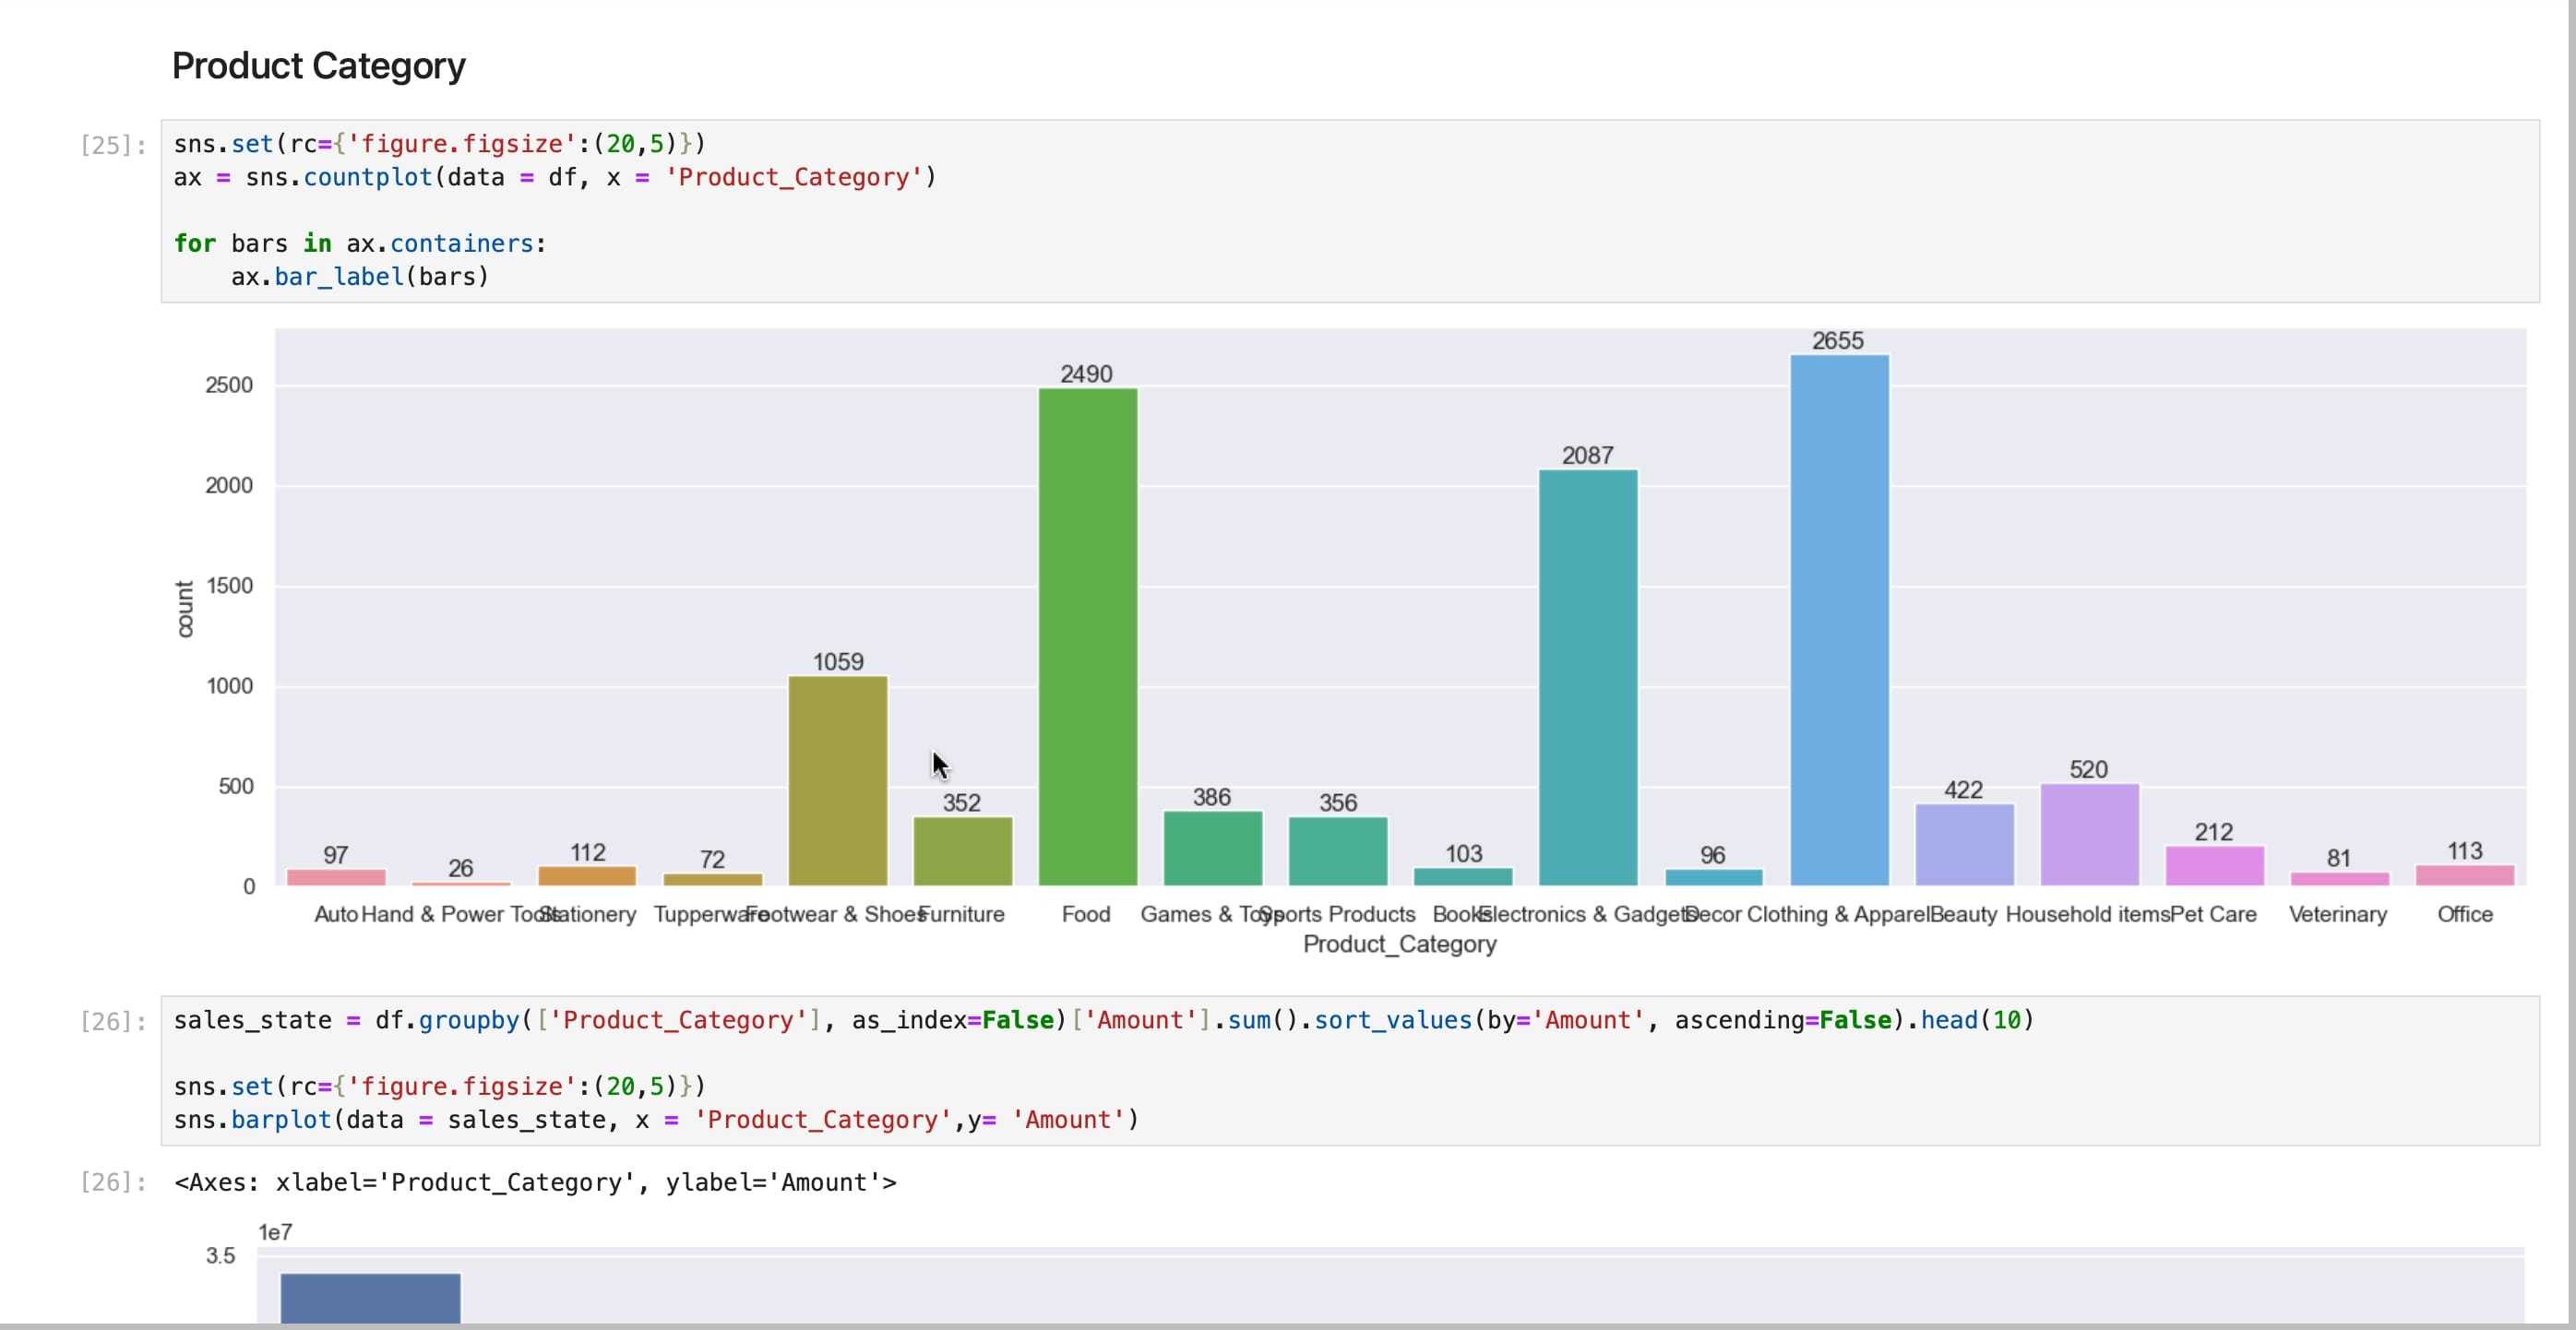 Product Category
[25]:
sns.set(rc={'figure.figsize':(20,5)})
ax = sns.countplot(data = df, x = 'Product_Category')
for bars in ax.containers:
    ax.bar_label(bars)
2655
2490
2500
2087
2000
1500
count
1059
1000
520
500
422
386
356
352
212
112
113
103
97
96
81
72
26
0
Auto Hand & Power Tools Stationery Tupperware Footwear & Shoes Furniture Food Games & Toys Sports Products Books Electronics & Gadgets Decor Clothing & Apparel Beauty Household items Pet Care Veterinary Office
Product_Category
[26]:
sales_state = df.groupby(['Product_Category'], as_index=False)['Amount'].sum().sort_values(by='Amount', ascending=False).head(10)
sns.set(rc={'figure.figsize':(20,5)})
sns.barplot(data = sales_state, x = 'Product_Category',y= 'Amount')
[26]:
<Axes: xlabel='Product_Category', ylabel='Amount'>
1e7
3.5